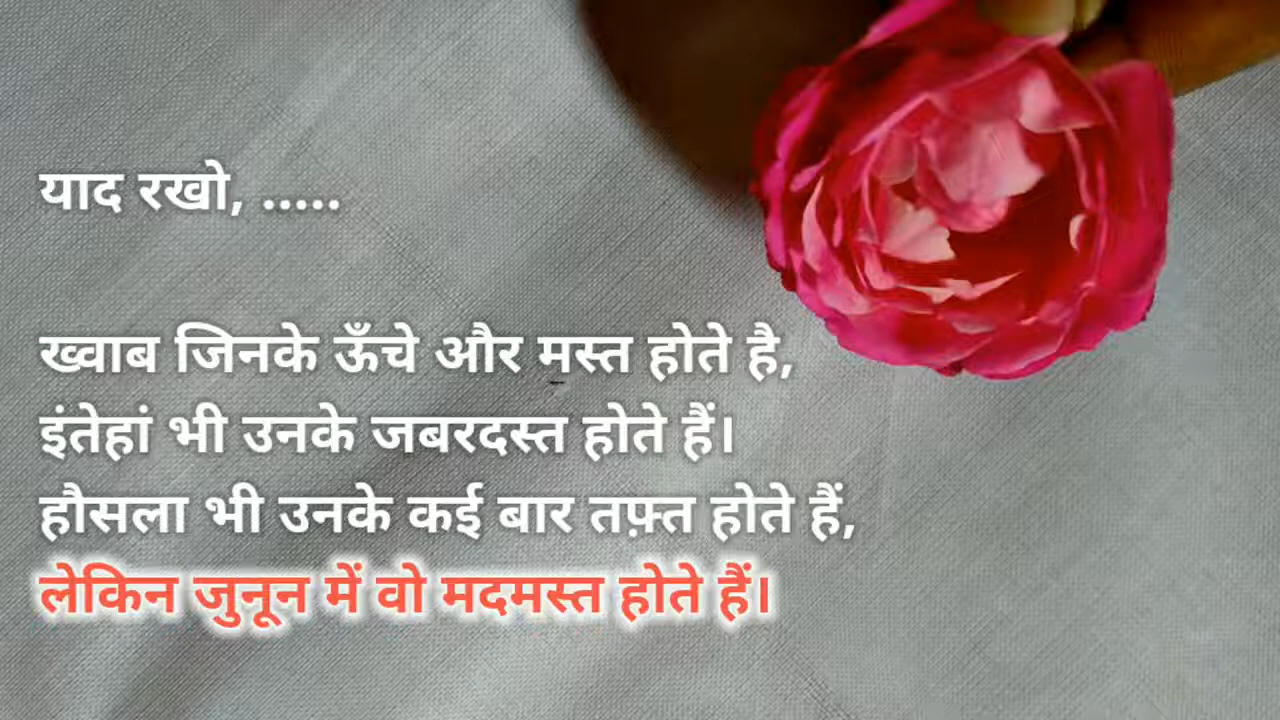 याद रखो, .....
ख्वाब जिनके ऊँचे और मस्त होते है,
इंतेहां भी उनके जबरदस्त होते हैं।
हौसला भी उनके कई बार तफ़्त होते हैं,
लेकिन जुनून में वो मदमस्त होते हैं।